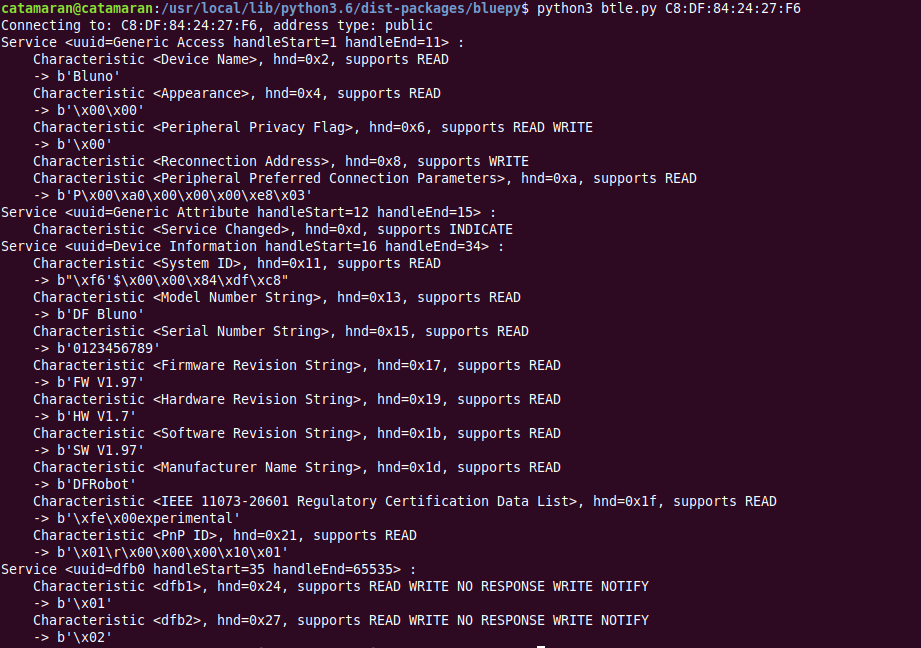 catamaran@catamaran:/usr/local/lib/python3.6/dist-packages/bluepy$ python3 btle.py C8:DF:84:24:27:F6
Connecting to: C8:DF:84:24:27:F6, address type: public
Service <uuid=Generic Access handleStart=1 handleEnd=11> :
    Characteristic <Device Name>, hnd=0x2, supports READ
    -> b'Bluno'
    Characteristic <Appearance>, hnd=0x4, supports READ
    -> b'\x00\x00'
    Characteristic <Peripheral Privacy Flag>, hnd=0x6, supports READ WRITE
    -> b'\x00'
    Characteristic <Reconnection Address>, hnd=0x8, supports WRITE
    Characteristic <Peripheral Preferred Connection Parameters>, hnd=0xa, supports READ
    -> b'P\x00\xa0\x00\x00\x00\xe8\x03'
Service <uuid=Generic Attribute handleStart=12 handleEnd=15> :
    Characteristic <Service Changed>, hnd=0xd, supports INDICATE
Service <uuid=Device Information handleStart=16 handleEnd=34> :
    Characteristic <System ID>, hnd=0x11, supports READ
    -> b"\xf6'$\x00\x00\x84\xdf\xc8"
    Characteristic <Model Number String>, hnd=0x13, supports READ
    -> b'DF Bluno'
    Characteristic <Serial Number String>, hnd=0x15, supports READ
    -> b'0123456789'
    Characteristic <Firmware Revision String>, hnd=0x17, supports READ
    -> b'FW V1.97'
    Characteristic <Hardware Revision String>, hnd=0x19, supports READ
    -> b'HW V1.7'
    Characteristic <Software Revision String>, hnd=0x1b, supports READ
    -> b'SW V1.97'
    Characteristic <Manufacturer Name String>, hnd=0x1d, supports READ
    -> b'DFRobot'
    Characteristic <IEEE 11073-20601 Regulatory Certification Data List>, hnd=0x1f, supports READ
    -> b'\xfe\x00experimental'
    Characteristic <PnP ID>, hnd=0x21, supports READ
    -> b'\x01\r\x00\x00\x00\x10\x01'
Service <uuid=dfb0 handleStart=35 handleEnd=65535> :
    Characteristic <dfb1>, hnd=0x24, supports READ WRITE NO RESPONSE WRITE NOTIFY
    -> b'\x01'
    Characteristic <dfb2>, hnd=0x27, supports READ WRITE NO RESPONSE WRITE NOTIFY
    -> b'\x02'